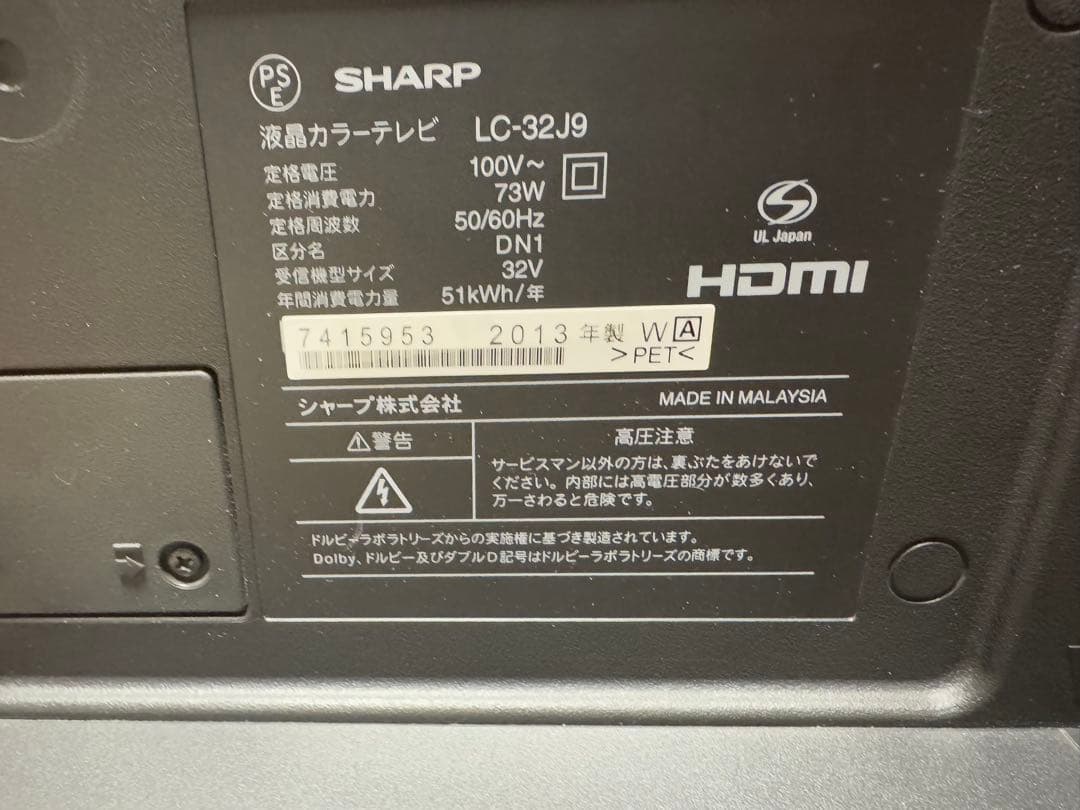 PS
E
SHARP
液晶カラーテレビ LC-32J9
定格電圧 100V～
定格消費電力 73W
定格周波数 50/60Hz
区分名 DN1
受信機型サイズ 32V
年間消費電力量 51kWh/年
UL Japan
HDMI
7415953 2013年製 W A
>PET<
シャープ株式会社 MADE IN MALAYSIA
⚠警告
高圧注意
サービスマン以外の方は、裏ぶたをあけないで
ください。内部には高電圧部分が数多くあり、
万一さわると危険です。
ドルビーラボラトリーズからの実施権に基づき製造されています。
Dolby、ドルビー及びダブルD記号はドルビーラボラトリーズの商標です。